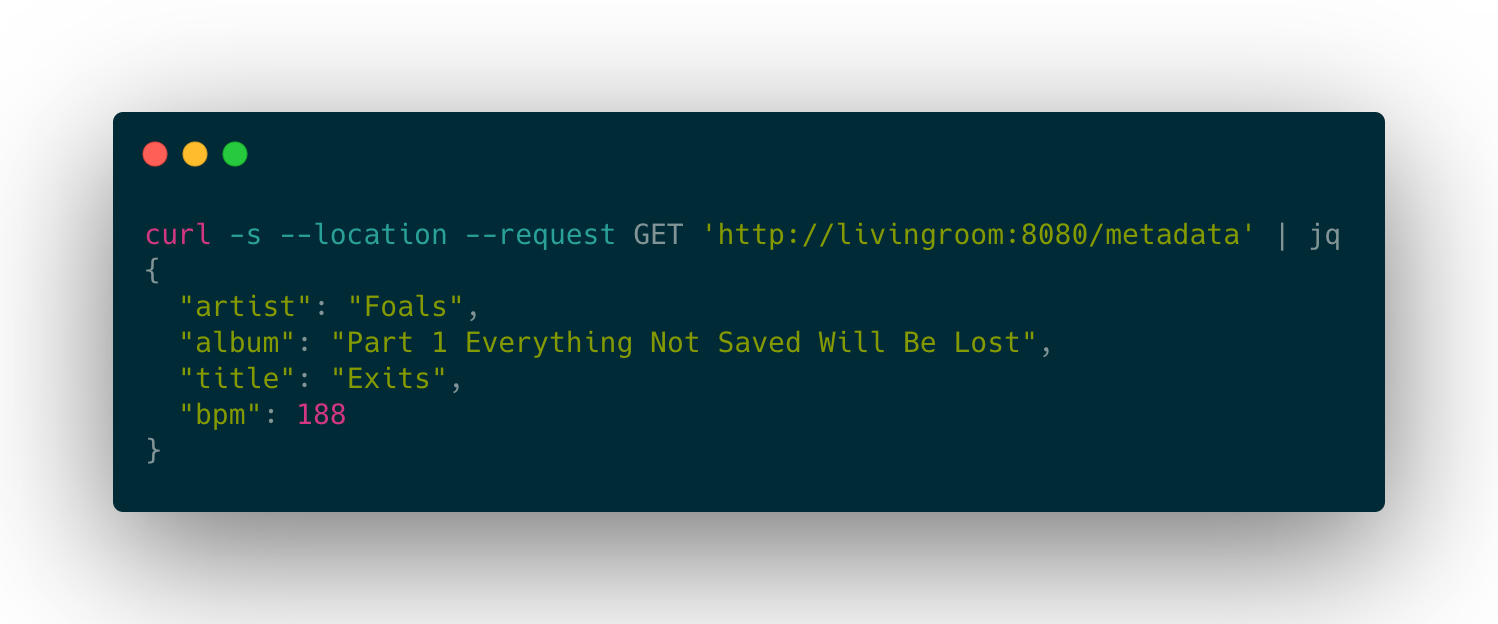 curl -s --location --request GET 'http://livingroom:8080/metadata' | jq
{
  "artist": "Foals",
  "album": "Part 1 Everything Not Saved Will Be Lost",
  "title": "Exits",
  "bpm": 188
}